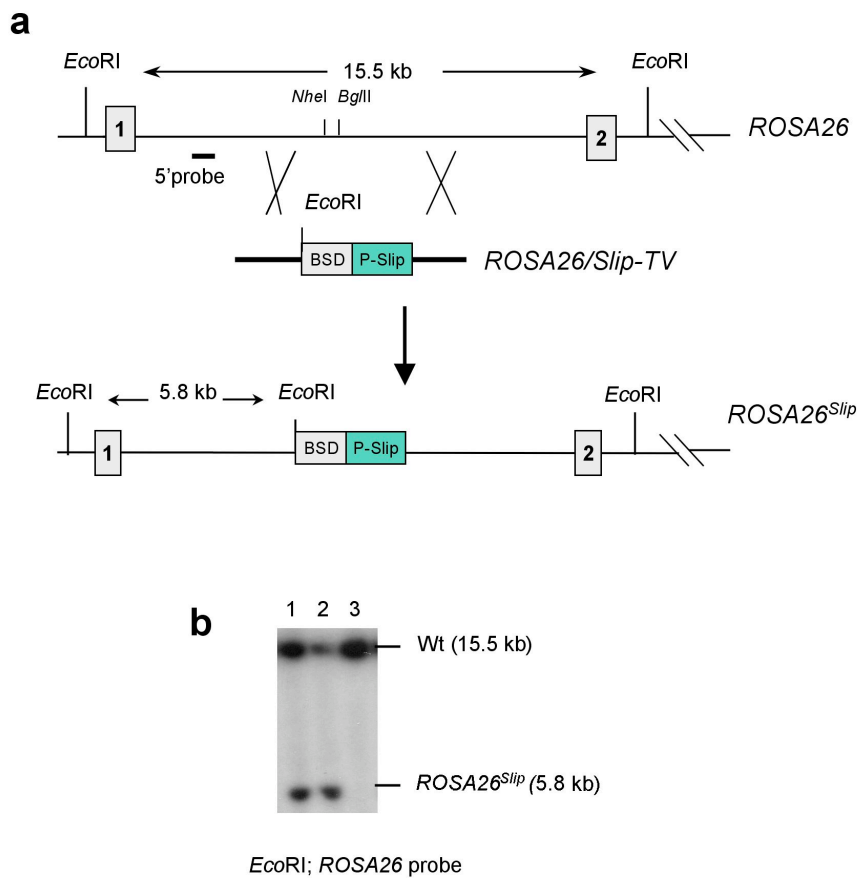 a
EcoRI
15.5 kb
EcoRI
NheI BglII
1
2
ROSA26
5'probe
EcoRI
BSD P-Slip
ROSA26/Slip-TV
EcoRI
5.8 kb
EcoRI
EcoRI
ROSA26Slip
1
BSD P-Slip
2
b
1 2 3
Wt (15.5 kb)
ROSA26Slip (5.8 kb)
EcoRI; ROSA26 probe